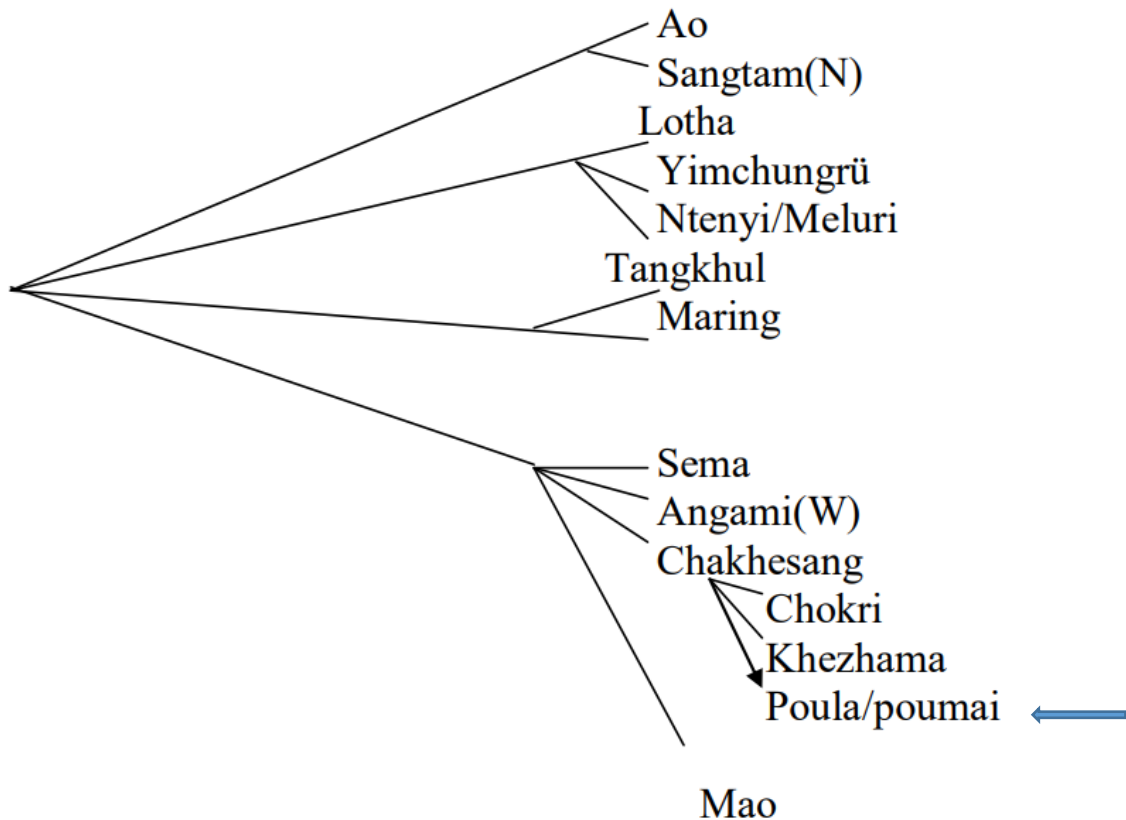 Ao
Sangtam(N)
Lotha
Yimchungrü
Ntenyi/Meluri
Tangkhul
Maring
Sema
Angami(W)
Chakhesang
Chokri
Khezhama
Poula/poumai
Mao